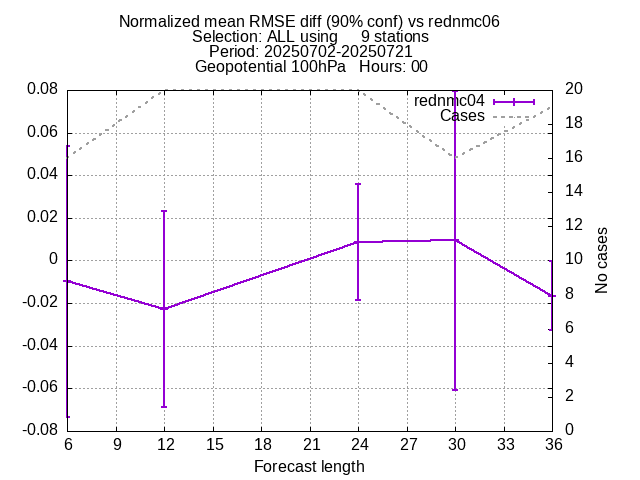 Normalized mean RMSE diff (90% conf) vs rednmc06
Selection: ALL using     9 stations
Period: 20250702-20250721
Geopotential 100hPa   Hours: 00
rednmc04
Cases
0.08
0.06
0.04
0.02
0
-0.02
-0.04
-0.06
-0.08
20
18
16
14
12
10
8
6
4
2
0
No cases
6 9 12 15 18 21 24 27 30 33 36
Forecast length